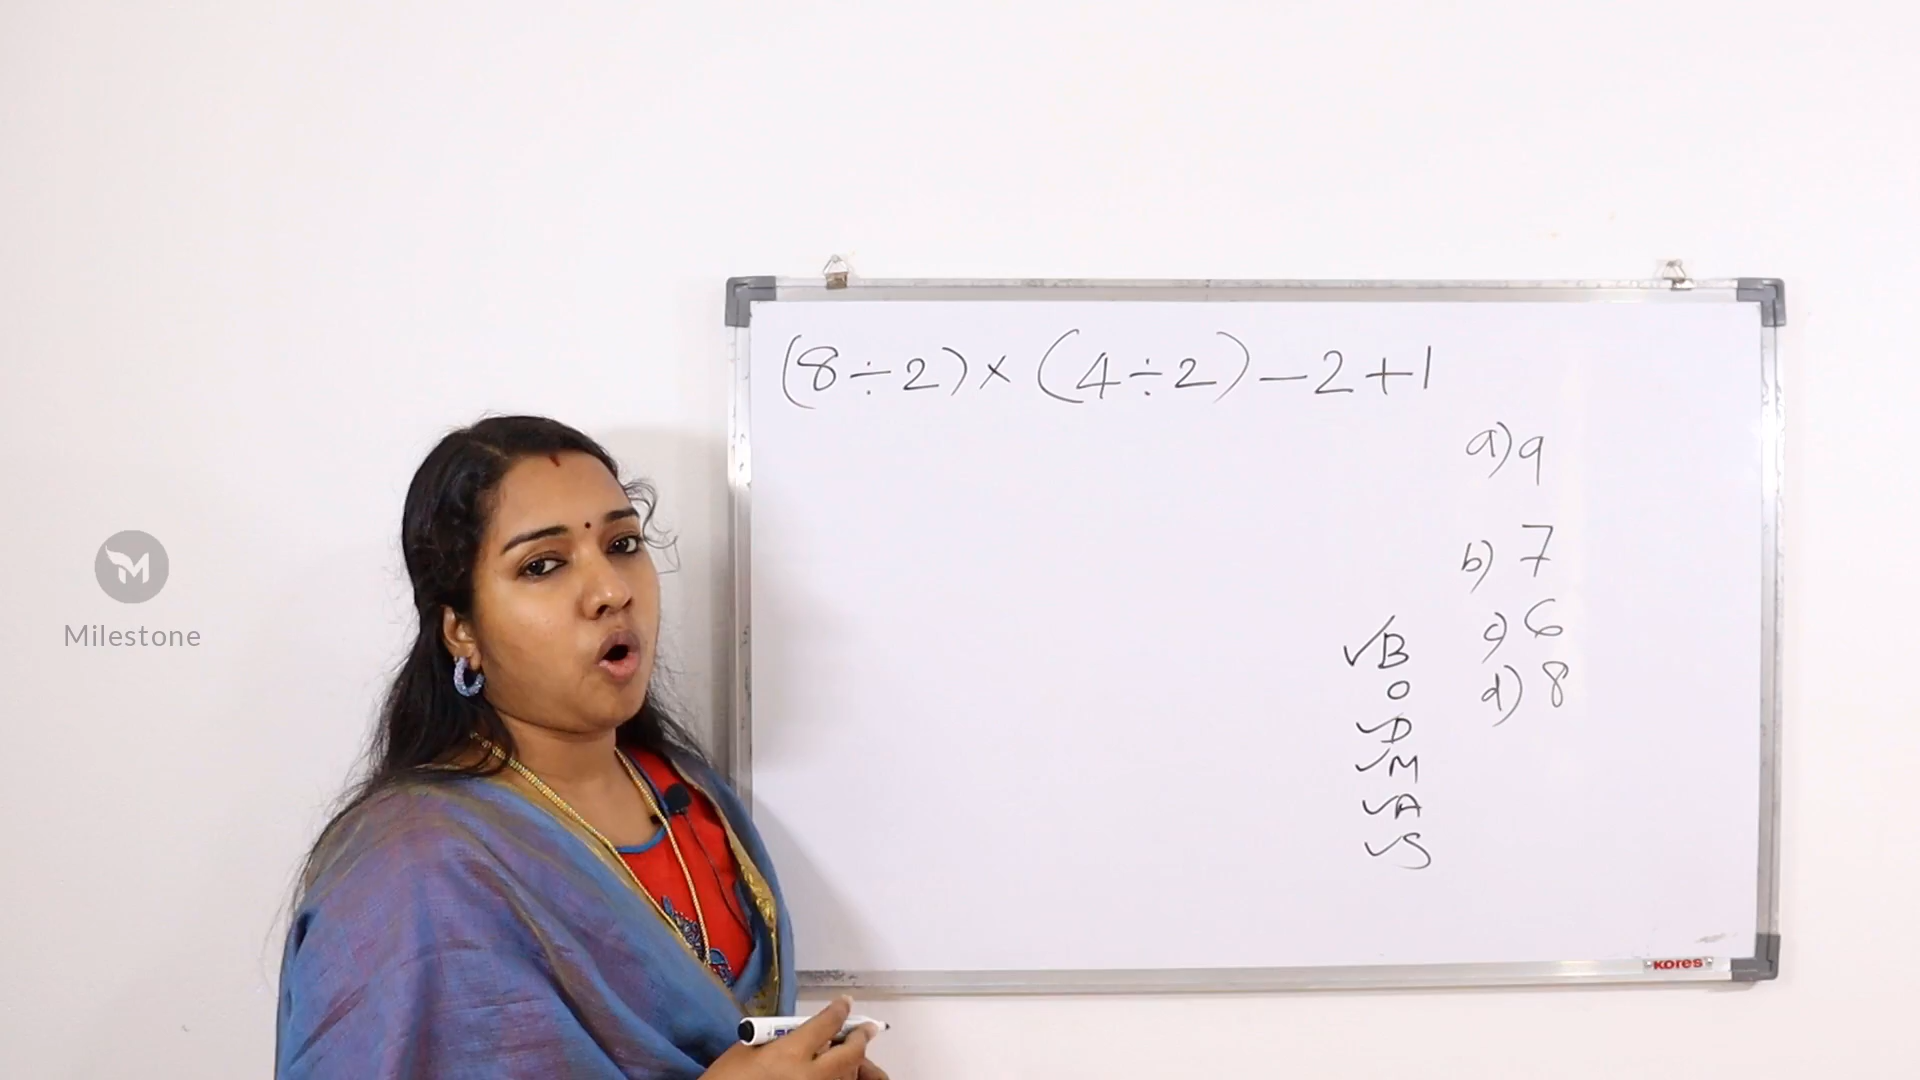 (8÷2)×(4÷2)-2+1
a) 9
b) 7
c) 6
d) 8
✓B
O
✓D
✓M
✓A
✓S
M
Milestone
KORES